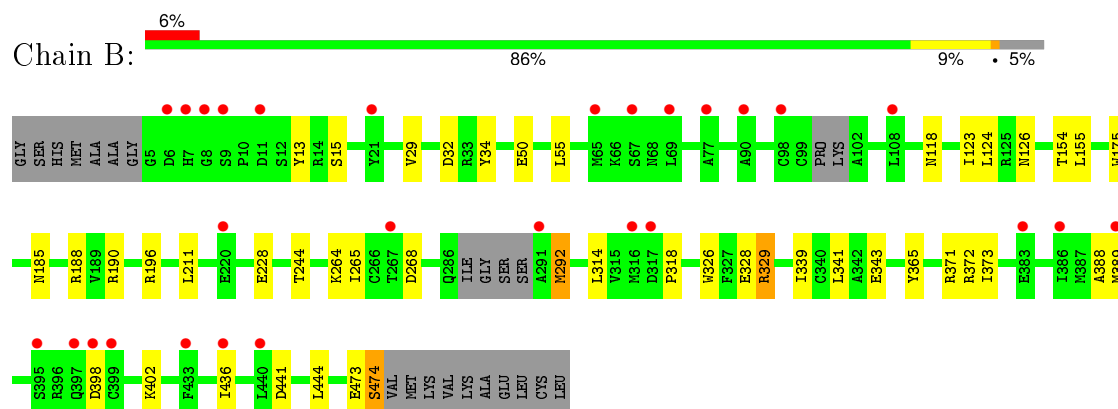 6%
Chain B:
86% 9% • 5%
GLY SER HIS MET ALA ALA GLY G5 D6 H7 G8 S9 P10 D11 S12 Y13 R14 S15 Y21 V29 D32 R33 Y34 E50 L55 M65 K66 S67 N68 L69 A77 A90 C98 C99 PRO LYS A102 L108 N118 I123 L124 R125 N126 T154 L155
N185 R188 V189 R190 R196 L211 E220 E228 T244 K264 I265 C266 T267 D268 Q286 ILE GLY SER SER A291 M292 L314 V315 M316 D317 P318 W326 F327 E328 R329 I339 C340 L341 A342 E343 Y365 R371 R372 I373 E383 I386 M387 A388
S395 R396 Q397 D398 C399 K402 F433 I436 L440 D441 L444 E473 S474 VAL MET LYS VAL LYS ALA GLU LEU CYS LEU